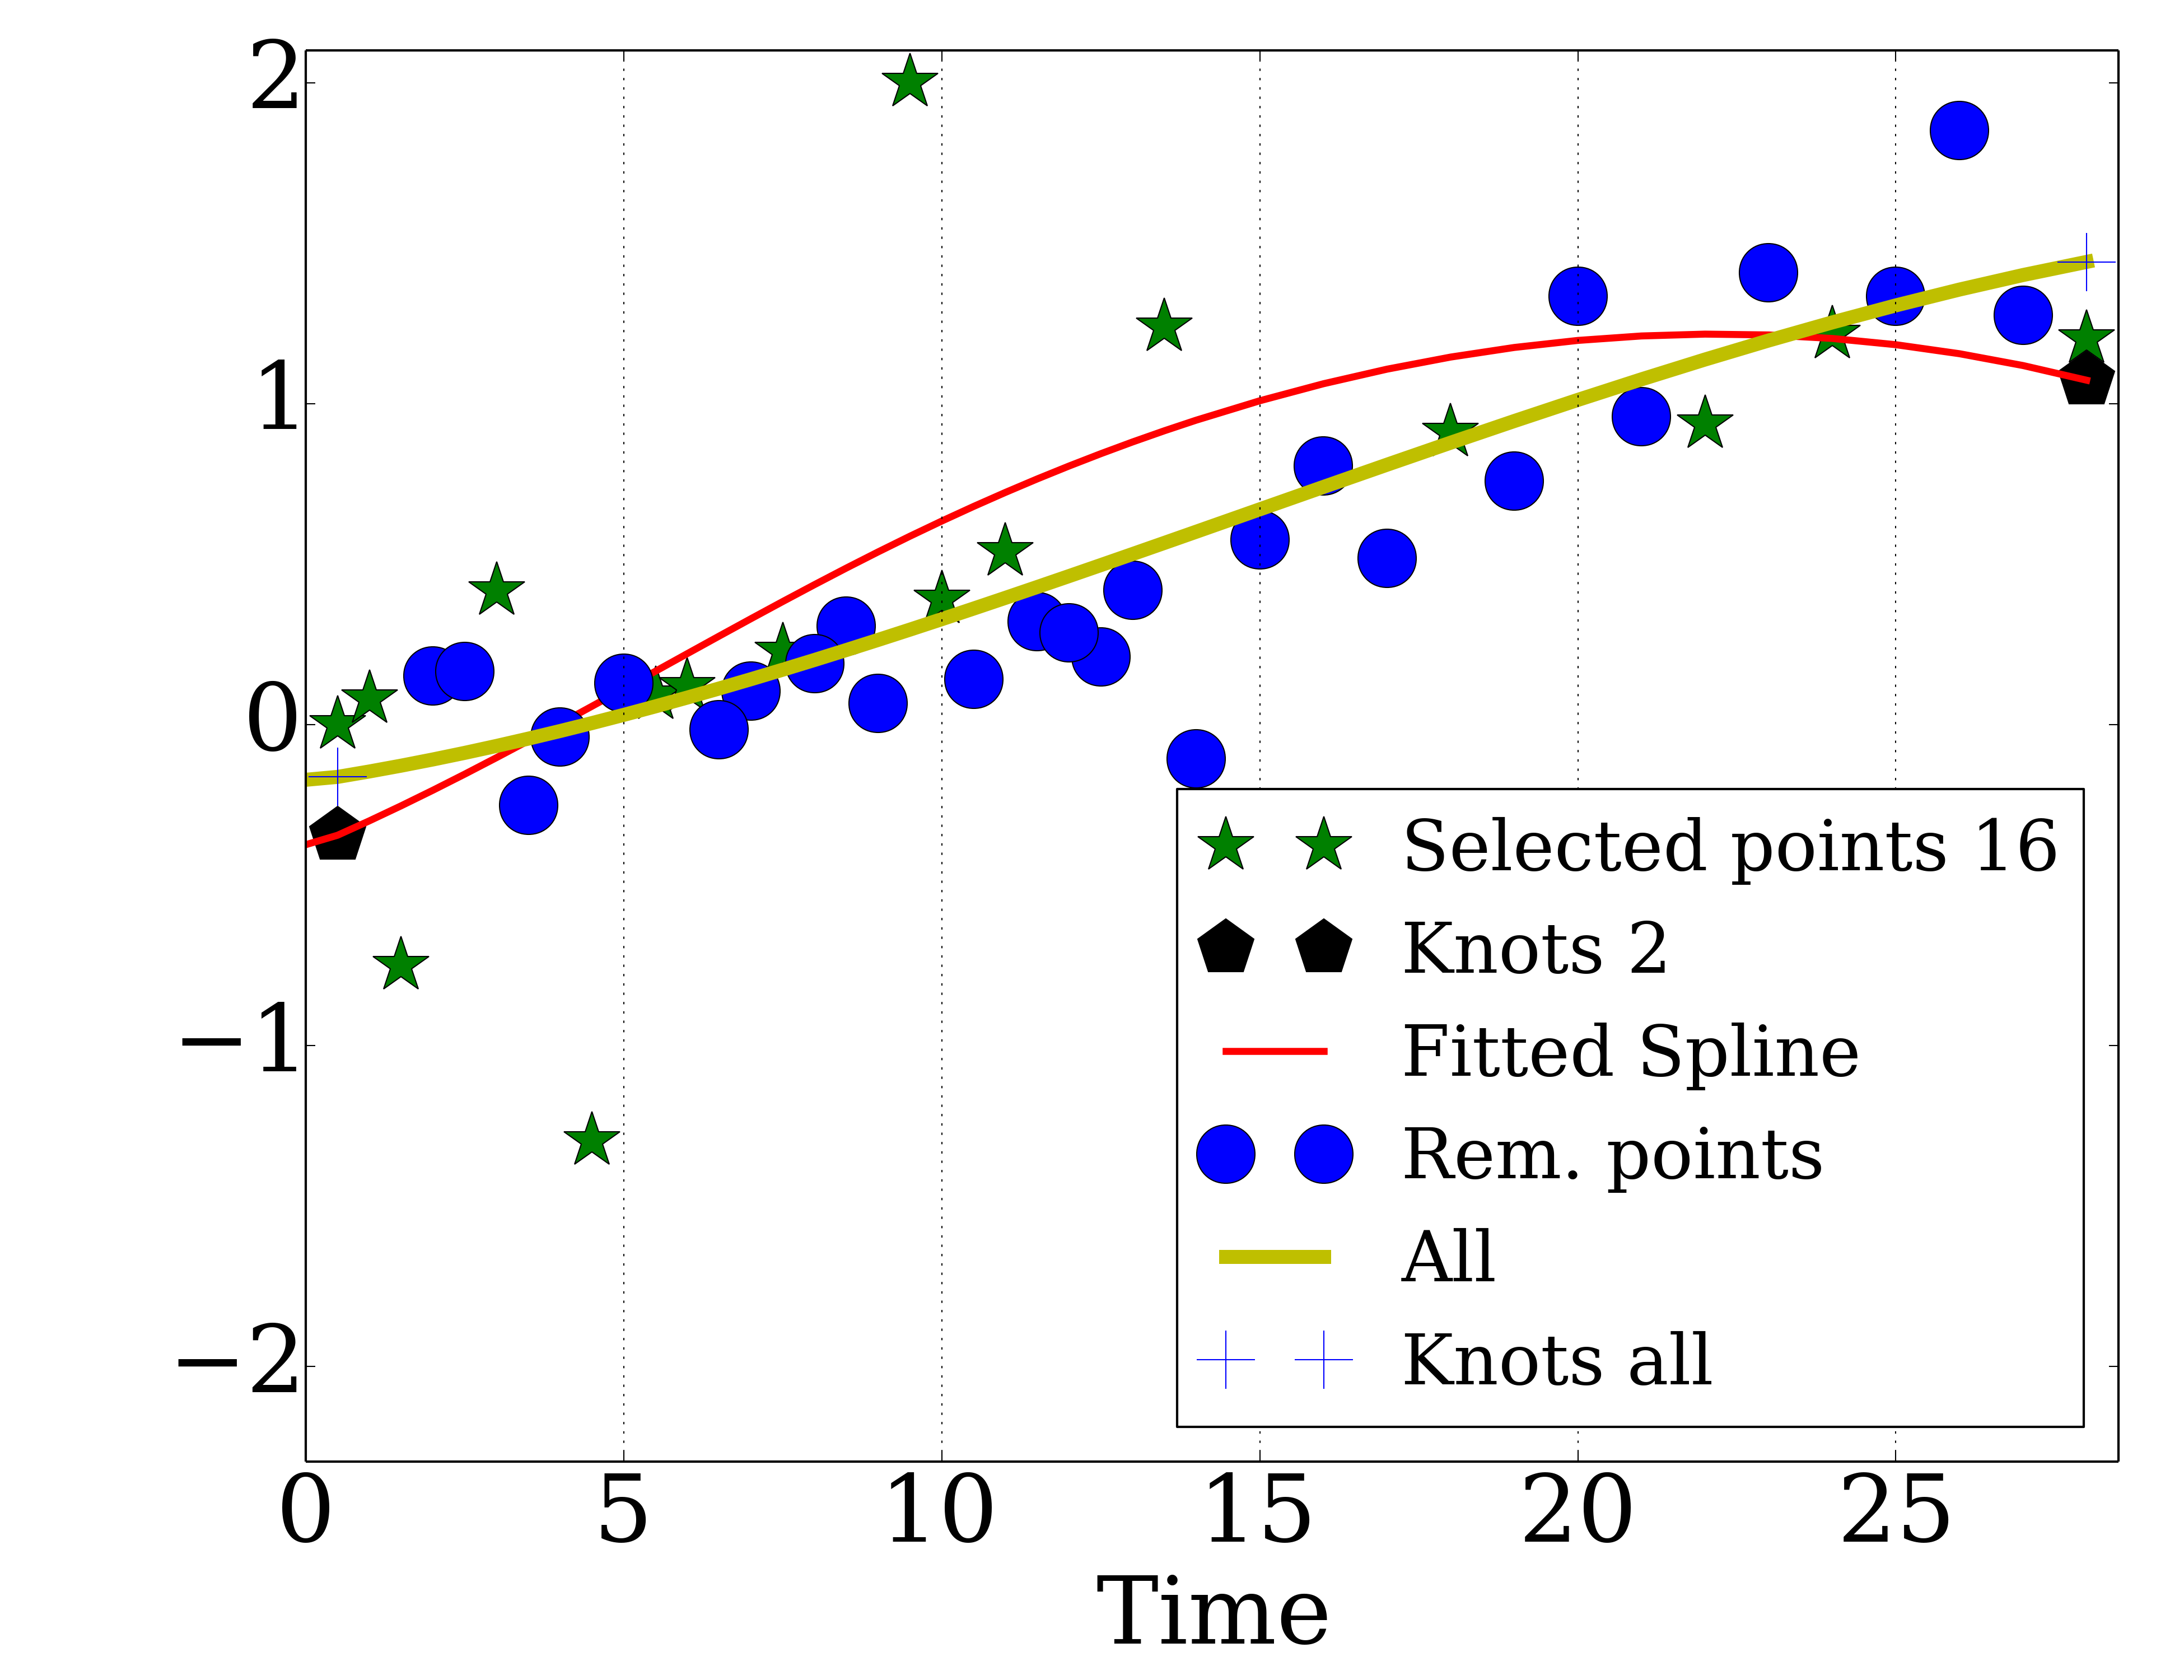 2
1
0
−1
−2
0 5 10 15 20 25
Time
Selected points 16
Knots 2
Fitted Spline
Rem. points
All
Knots all